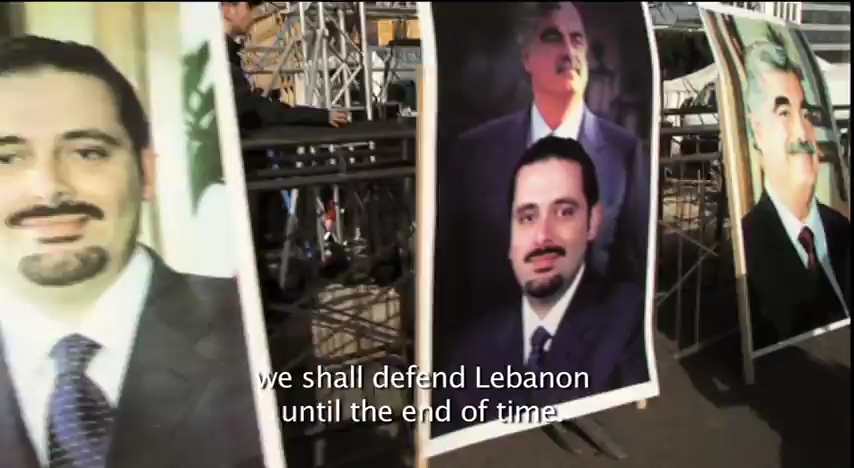 we shall defend Lebanon
until the end of time.